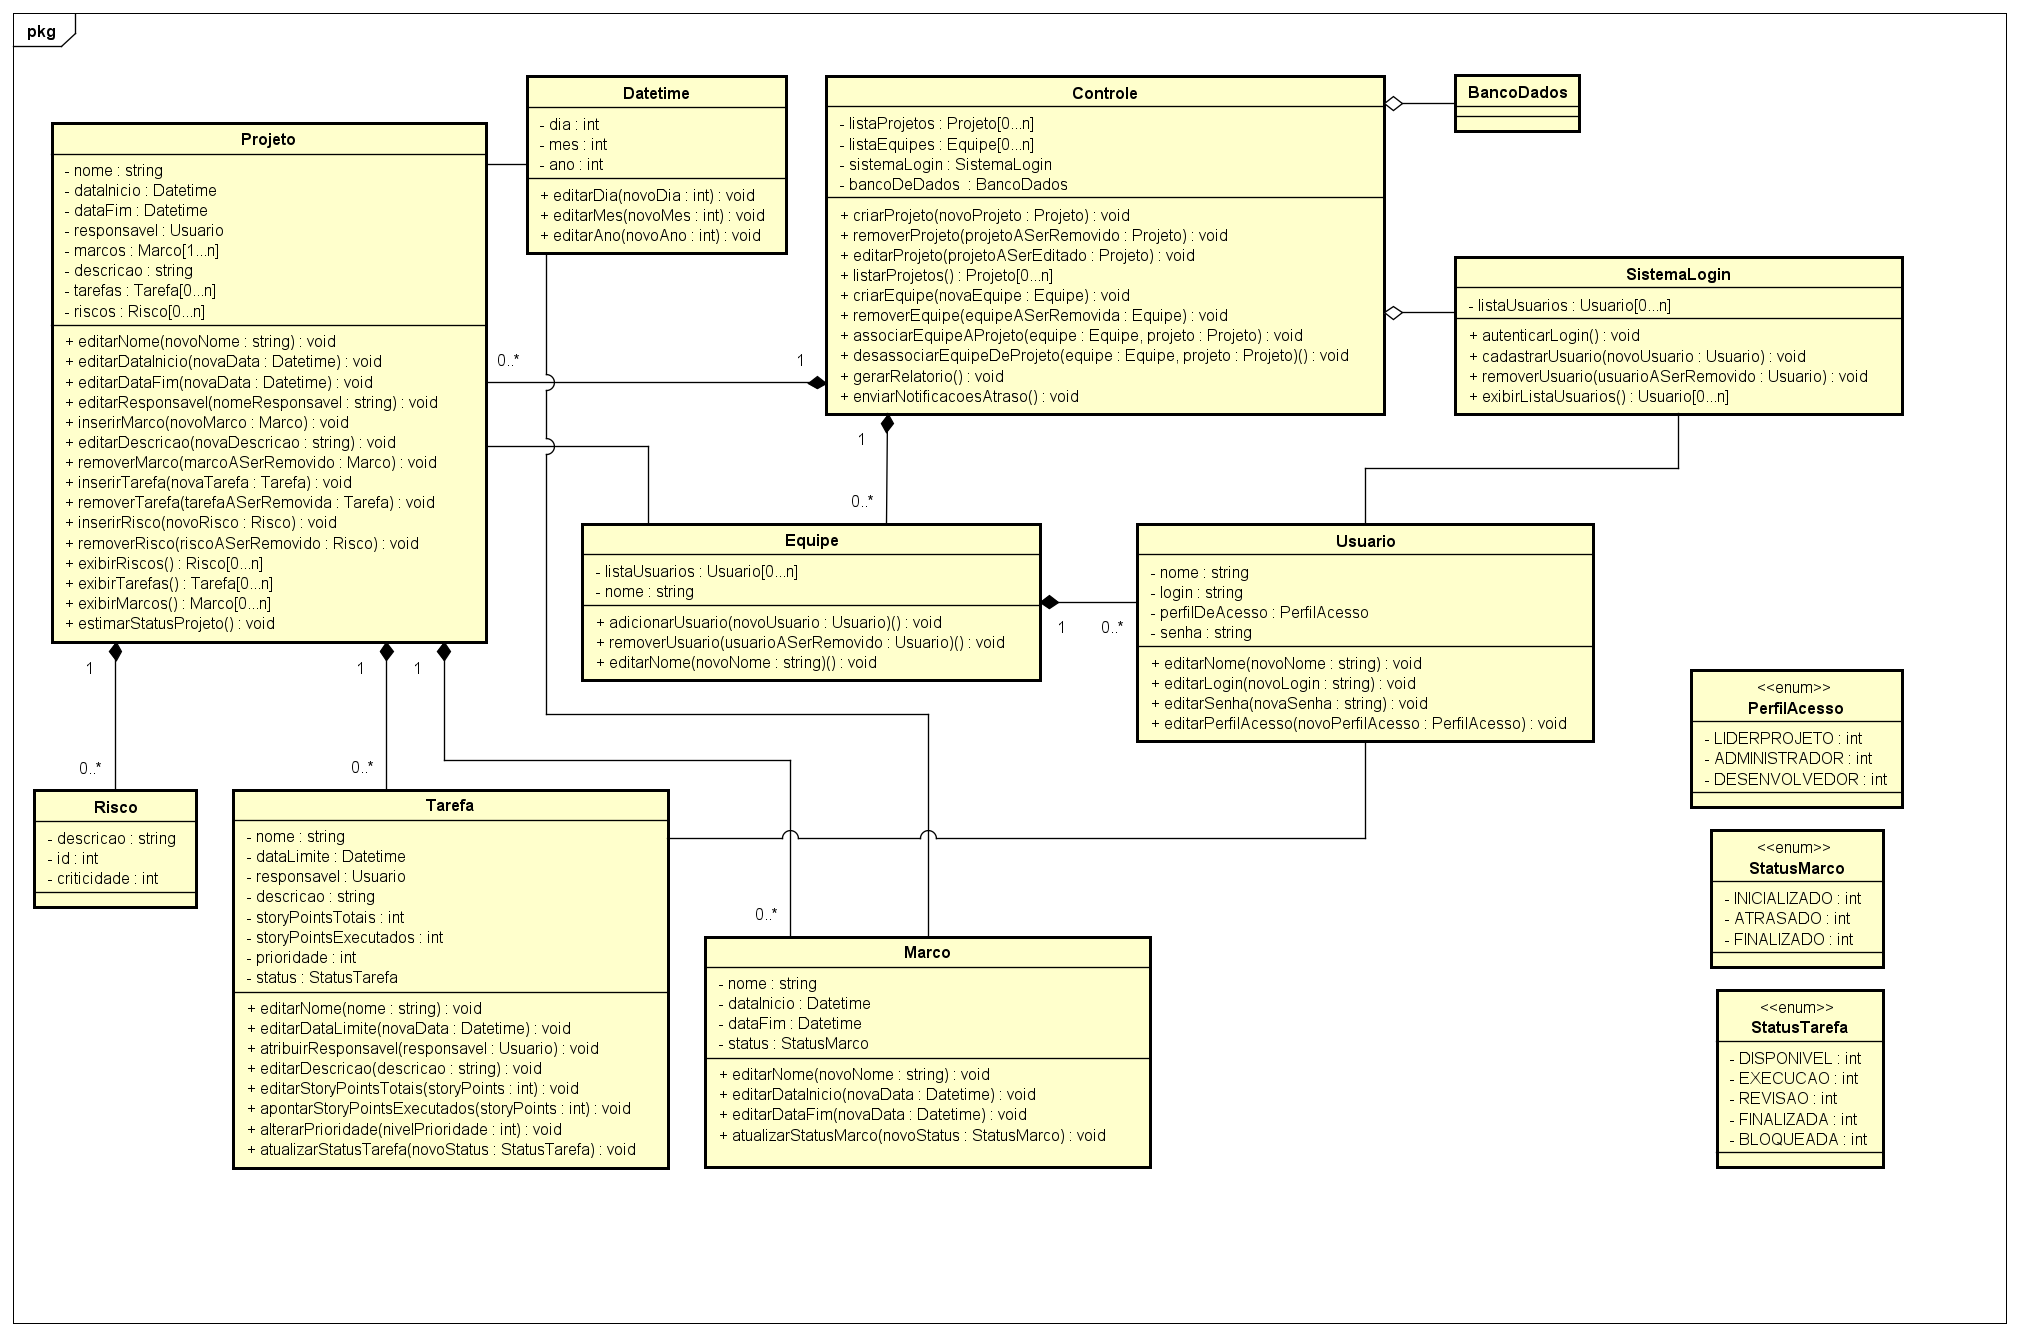 pkg
Projeto
- nome : string
- dataInicio : Datetime
- dataFim : Datetime
- responsavel : Usuario
- marcos : Marco[1...n]
- descricao : string
- tarefas : Tarefa[0...n]
- riscos : Risco[0...n]
+ editarNome(novoNome : string) : void
+ editarDataInicio(novaData : Datetime) : void
+ editarDataFim(novaData : Datetime) : void
+ editarResponsavel(nomeResponsavel : string) : void
+ inserirMarco(novoMarco : Marco) : void
+ editarDescricao(novaDescricao : string) : void
+ removerMarco(marcoASerRemovido : Marco) : void
+ inserirTarefa(novaTarefa : Tarefa) : void
+ removerTarefa(tarefaASerRemovida : Tarefa) : void
+ inserirRisco(novoRisco : Risco) : void
+ removerRisco(riscoASerRemovido : Risco) : void
+ exibirRiscos() : Risco[0...n]
+ exibirTarefas() : Tarefa[0...n]
+ exibirMarcos() : Marco[0...n]
+ estimarStatusProjeto() : void
Datetime
- dia : int
- mes : int
- ano : int
+ editarDia(novoDia : int) : void
+ editarMes(novoMes : int) : void
+ editarAno(novoAno : int) : void
Controle
- listaProjetos : Projeto[0...n]
- listaEquipes : Equipe[0...n]
- sistemaLogin : SistemaLogin
- bancoDeDados : BancoDados
+ criarProjeto(novoProjeto : Projeto) : void
+ removerProjeto(projetoASerRemovido : Projeto) : void
+ editarProjeto(projetoASerEditado : Projeto) : void
+ listarProjetos() : Projeto[0...n]
+ criarEquipe(novaEquipe : Equipe) : void
+ removerEquipe(equipeASerRemovida : Equipe) : void
+ associarEquipeAProjeto(equipe : Equipe, projeto : Projeto) : void
+ desassociarEquipeDeProjeto(equipe : Equipe, projeto : Projeto)() : void
+ gerarRelatorio() : void
+ enviarNotificacoesAtraso() : void
BancoDados
SistemaLogin
- listaUsuarios : Usuario[0...n]
+ autenticarLogin() : void
+ cadastrarUsuario(novoUsuario : Usuario) : void
+ removerUsuario(usuarioASerRemovido : Usuario) : void
+ exibirListaUsuarios() : Usuario[0...n]
0..*
1
1
0..*
Equipe
- listaUsuarios : Usuario[0...n]
- nome : string
+ adicionarUsuario(novoUsuario : Usuario)() : void
+ removerUsuario(usuarioASerRemovido : Usuario)() : void
+ editarNome(novoNome : string)() : void
1
0..*
Usuario
- nome : string
- login : string
- perfilDeAcesso : PerfilAcesso
- senha : string
+ editarNome(novoNome : string) : void
+ editarLogin(novoLogin : string) : void
+ editarSenha(novaSenha : string) : void
+ editarPerfilAcesso(novoPerfilAcesso : PerfilAcesso) : void
1
1
1
0..*
0..*
0..*
Risco
- descricao : string
- id : int
- criticidade : int
Tarefa
- nome : string
- dataLimite : Datetime
- responsavel : Usuario
- descricao : string
- storyPointsTotais : int
- storyPointsExecutados : int
- prioridade : int
- status : StatusTarefa
+ editarNome(nome : string) : void
+ editarDataLimite(novaData : Datetime) : void
+ atribuirResponsavel(responsavel : Usuario) : void
+ editarDescricao(descricao : string) : void
+ editarStoryPointsTotais(storyPoints : int) : void
+ apontarStoryPointsExecutados(storyPoints : int) : void
+ alterarPrioridade(nivelPrioridade : int) : void
+ atualizarStatusTarefa(novoStatus : StatusTarefa) : void
Marco
- nome : string
- dataInicio : Datetime
- dataFim : Datetime
- status : StatusMarco
+ editarNome(novoNome : string) : void
+ editarDataInicio(novaData : Datetime) : void
+ editarDataFim(novaData : Datetime) : void
+ atualizarStatusMarco(novoStatus : StatusMarco) : void
<<enum>>
PerfilAcesso
- LIDERPROJETO : int
- ADMINISTRADOR : int
- DESENVOLVEDOR : int
<<enum>>
StatusMarco
- INICIALIZADO : int
- ATRASADO : int
- FINALIZADO : int
<<enum>>
StatusTarefa
- DISPONIVEL : int
- EXECUCAO : int
- REVISAO : int
- FINALIZADA : int
- BLOQUEADA : int